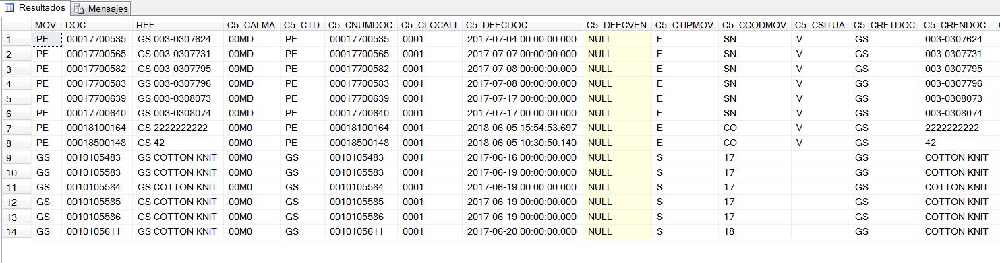 Resultados Mensajes
MOV DOC REF C5_CALMA C5_CTD C5_CNUMDOC C5_CLOCALI C5_DFECDOC C5_DFECVEN C5_CTIPMOV C5_CCODMOV C5_CSITUA C5_CRFTDOC C5_CRFNDOC
1 PE 00017700535 GS 003-0307624 00MD PE 00017700535 0001 2017-07-04 00:00:00.000 NULL E SN V GS 003-0307624
2 PE 00017700565 GS 003-0307731 00MD PE 00017700565 0001 2017-07-07 00:00:00.000 NULL E SN V GS 003-0307731
3 PE 00017700582 GS 003-0307795 00MD PE 00017700582 0001 2017-07-08 00:00:00.000 NULL E SN V GS 003-0307795
4 PE 00017700583 GS 003-0307796 00MD PE 00017700583 0001 2017-07-08 00:00:00.000 NULL E SN V GS 003-0307796
5 PE 00017700639 GS 003-0308073 00MD PE 00017700639 0001 2017-07-17 00:00:00.000 NULL E SN V GS 003-0308073
6 PE 00017700640 GS 003-0308074 00MD PE 00017700640 0001 2017-07-17 00:00:00.000 NULL E SN V GS 003-0308074
7 PE 00018100164 GS 2222222222 00M0 PE 00018100164 0001 2018-06-05 15:54:53.697 NULL E CO V GS 2222222222
8 PE 00018500148 GS 42 00M0 PE 00018500148 0001 2018-06-05 10:30:50.140 NULL E CO V GS 42
9 GS 0010105483 GS COTTON KNIT 00M0 GS 0010105483 0001 2017-06-16 00:00:00.000 NULL S 17 GS COTTON KNIT
10 GS 0010105583 GS COTTON KNIT 00M0 GS 0010105583 0001 2017-06-19 00:00:00.000 NULL S 17 GS COTTON KNIT
11 GS 0010105584 GS COTTON KNIT 00M0 GS 0010105584 0001 2017-06-19 00:00:00.000 NULL S 17 GS COTTON KNIT
12 GS 0010105585 GS COTTON KNIT 00M0 GS 0010105585 0001 2017-06-19 00:00:00.000 NULL S 17 GS COTTON KNIT
13 GS 0010105586 GS COTTON KNIT 00M0 GS 0010105586 0001 2017-06-19 00:00:00.000 NULL S 17 GS COTTON KNIT
14 GS 0010105611 GS COTTON KNIT 00M0 GS 0010105611 0001 2017-06-20 00:00:00.000 NULL S 18 GS COTTON KNIT